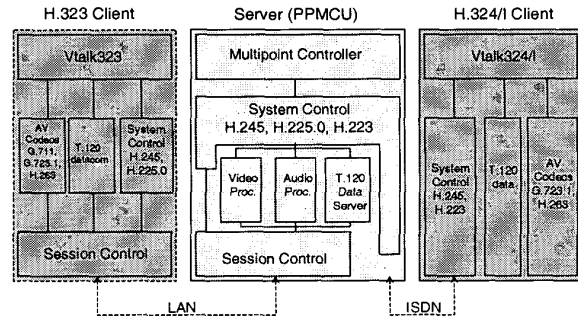 H.323 Client
Server (PPMCU)
H.324/I Client
Vtalk323
Multipoint Controller
Vtalk324/I
AV
Codecs
G.711,
G.723.1,
H.263
T.120
datacom
System
Control
H.245,
H.225.0
System Control
H.245, H.225.0, H.223
Video
Proc.
Audio
Proc.
T.120
Data
Server
System
Control
H.245,
H.223
T.120
data
AV
Codecs
G.723.1,
H.263
Session Control
Session Control
LAN
ISDN